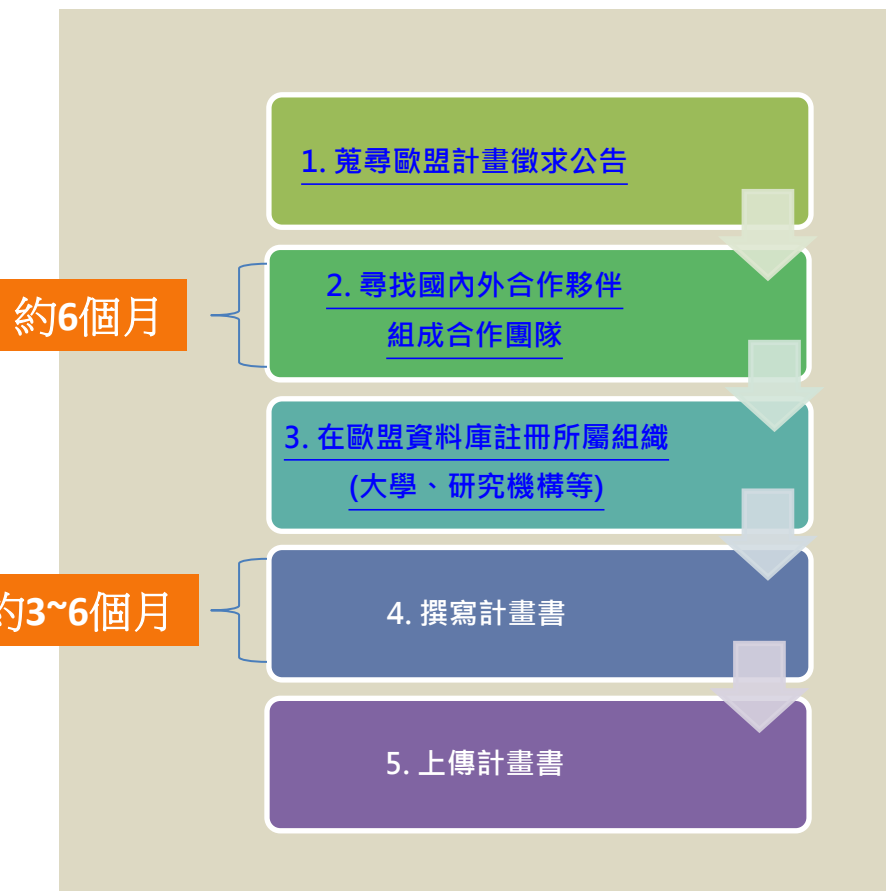 1. 蒐尋歐盟計畫徵求公告
約6個月
2. 尋找國內外合作夥伴
組成合作團隊
3. 在歐盟資料庫註冊所屬組織
(大學、研究機構等)
約3~6個月
4. 撰寫計畫書
5. 上傳計畫書